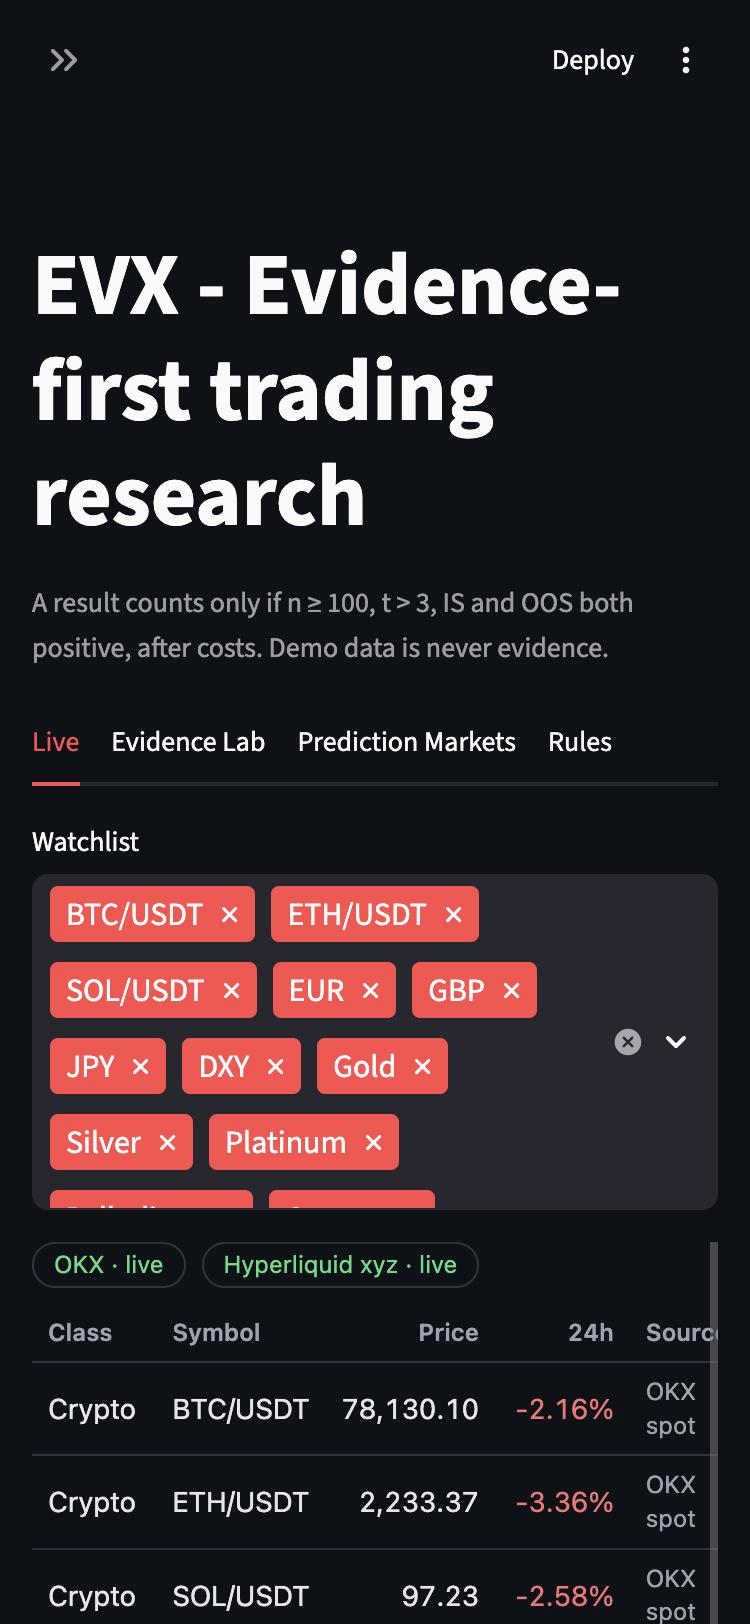 Deploy
EVX - Evidence-
first trading
research
A result counts only if n ≥ 100, t > 3, IS and OOS both
positive, after costs. Demo data is never evidence.
Live Evidence Lab Prediction Markets Rules
Watchlist
BTC/USDT × ETH/USDT ×
SOL/USDT × EUR × GBP ×
JPY × DXY × Gold ×
Silver × Platinum ×
OKX · live Hyperliquid xyz · live
Class Symbol Price 24h Source
Crypto BTC/USDT 78,130.10 -2.16% OKX
spot
Crypto ETH/USDT 2,233.37 -3.36% OKX
spot
Crypto SOL/USDT 97.23 -2.58% OKX
spot